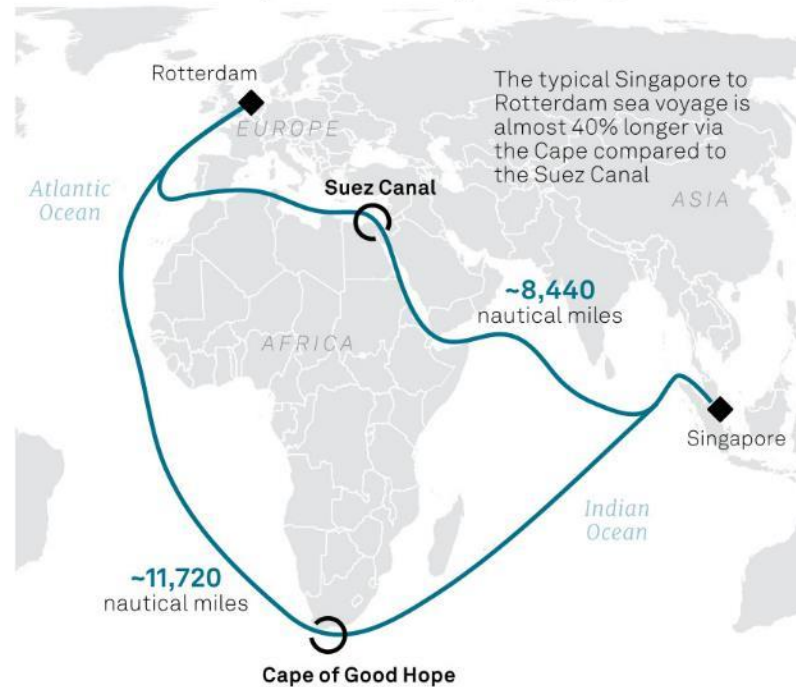 Rotterdam
The typical Singapore to
Rotterdam sea voyage is
almost 40% longer via
the Cape compared to
the Suez Canal
EUROPE
Atlantic
Ocean
Suez Canal
ASIA
~8,440
nautical miles
AFRICA
Singapore
Indian
Ocean
~11,720
nautical miles
Cape of Good Hope